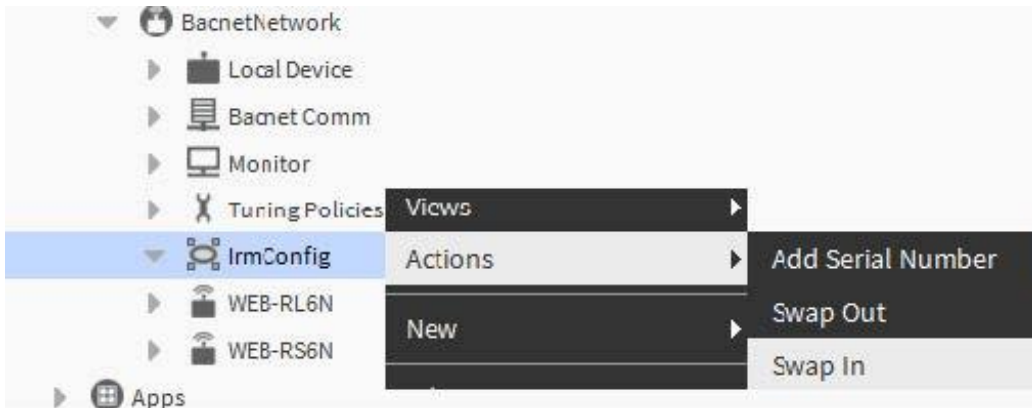 BacnetNetwork
Local Device
Bacnet Comm
Monitor
Tuning Policies
IrmConfig
WEB-RL6N
WEB-RS6N
Apps
Views
Actions
New
Add Serial Number
Swap Out
Swap In